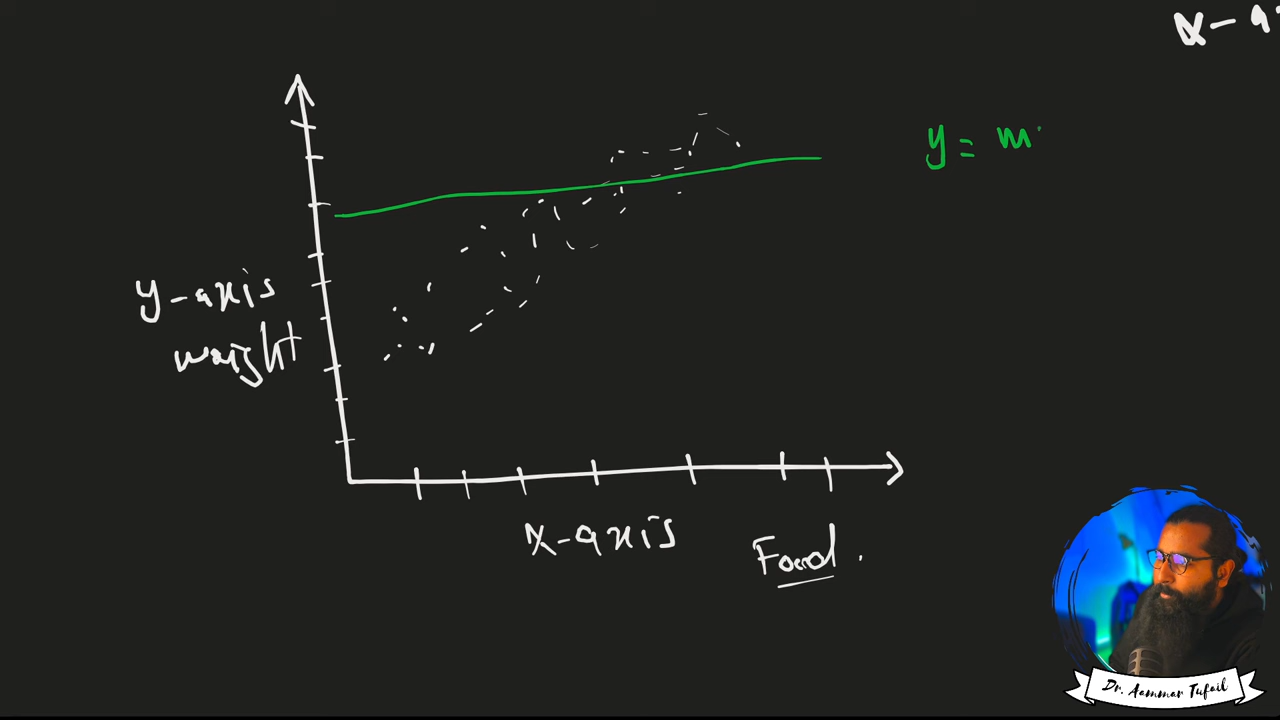 x-a
y = m
y-axis
weight
x-axis
Food.
Dr. Aammar Tufail